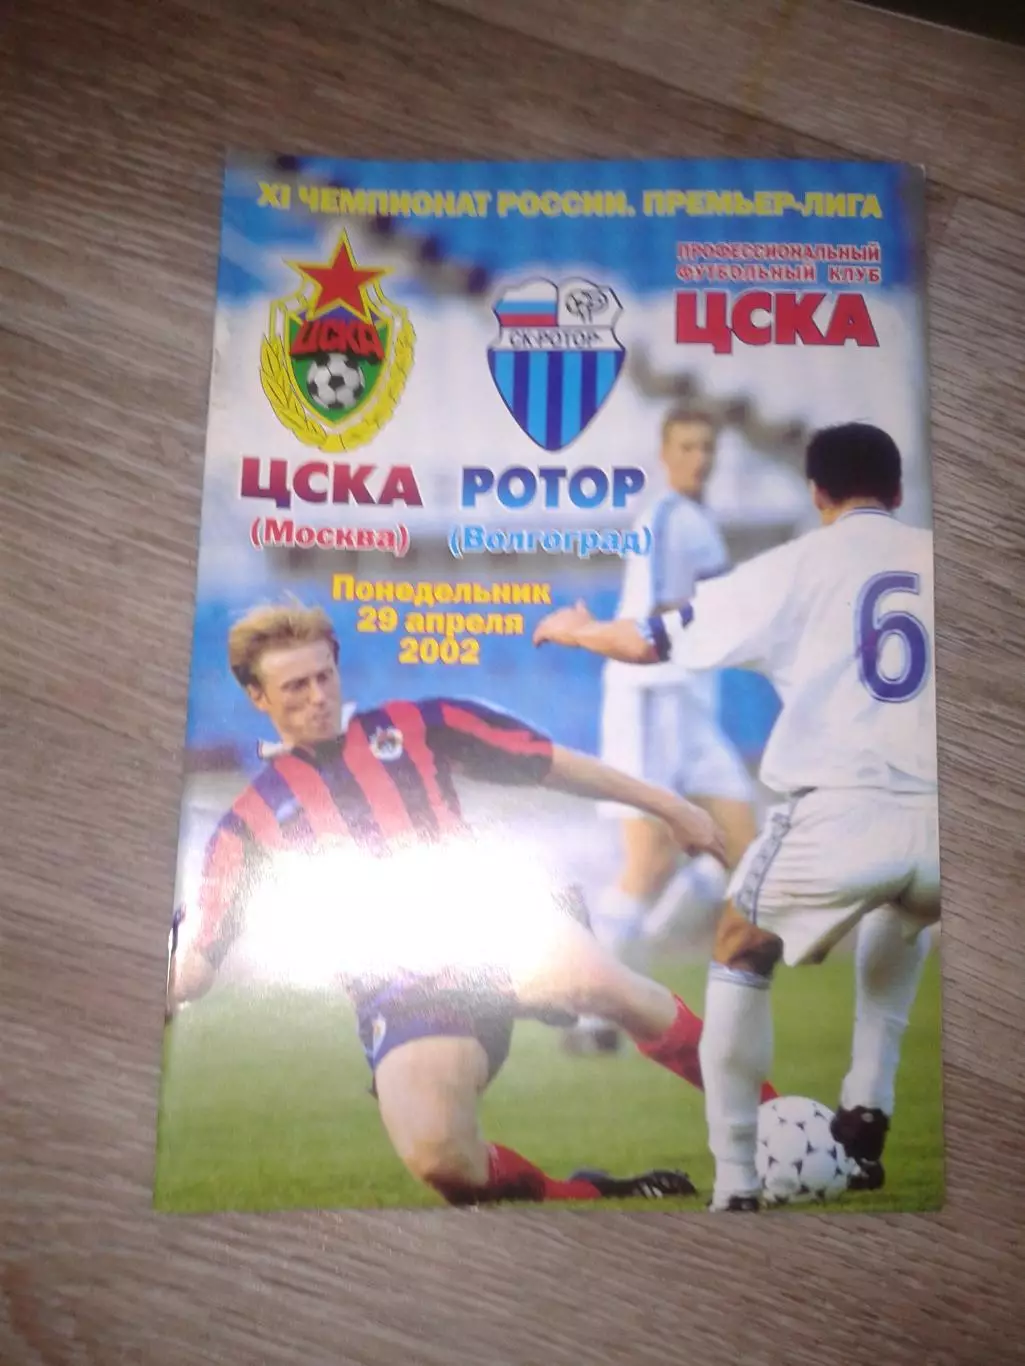 XI ЧЕМПИОНАТ РОССИИ. ПРЕМЬЕР-ЛИГА
ПРОФЕССИОНАЛЬНЫЙ
ФУТБОЛЬНЫЙ КЛУБ
ЦСКА
ЦСКА
СК·РОТОР
ЦСКА
(Москва)
РОТОР
(Волгоград)
Понедельник
29 апреля
2002
6